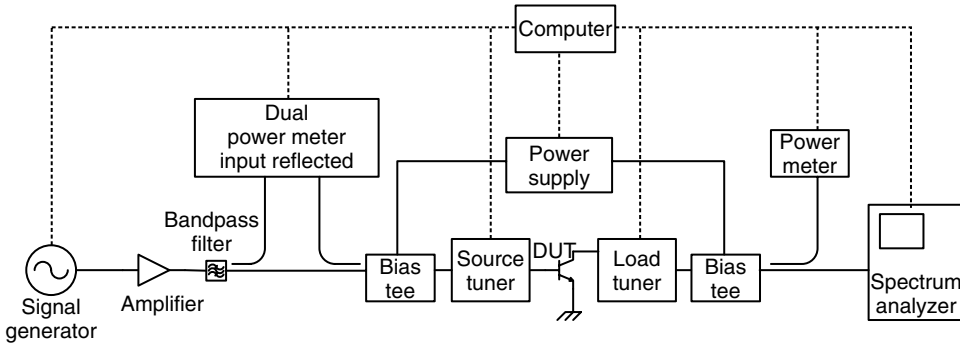 Computer
Dual
power meter
input reflected
Power
supply
Power
meter
Bandpass
filter
Signal
generator
Amplifier
Bias
tee
Source
tuner
DUT
Load
tuner
Bias
tee
Spectrum
analyzer